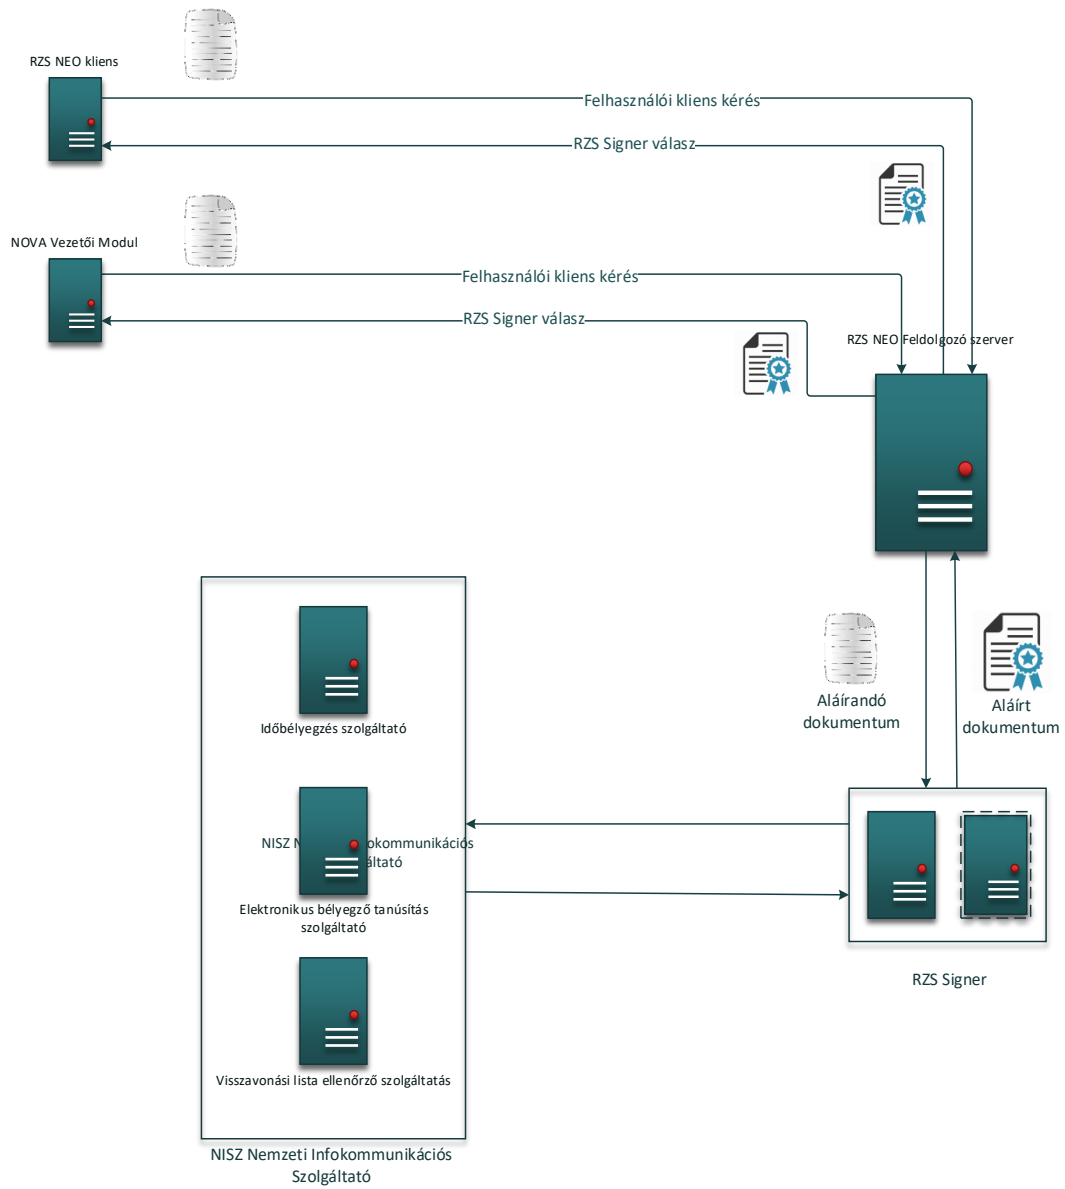 RZS NEO kliens
Felhasználói kliens kérés
RZS Signer válasz
NOVA Vezetői Modul
Felhasználói kliens kérés
RZS Signer válasz
RZS NEO Feldolgozó szerver
Aláírandó
dokumentum
Aláírt
dokumentum
Időbélyegzés szolgáltató
NISZ
Elektronikus bélyegző tanúsítás
szolgáltató
RZS Signer
Visszavonási lista ellenőrző szolgáltatás
NISZ Nemzeti Infokommunikációs
Szolgáltató